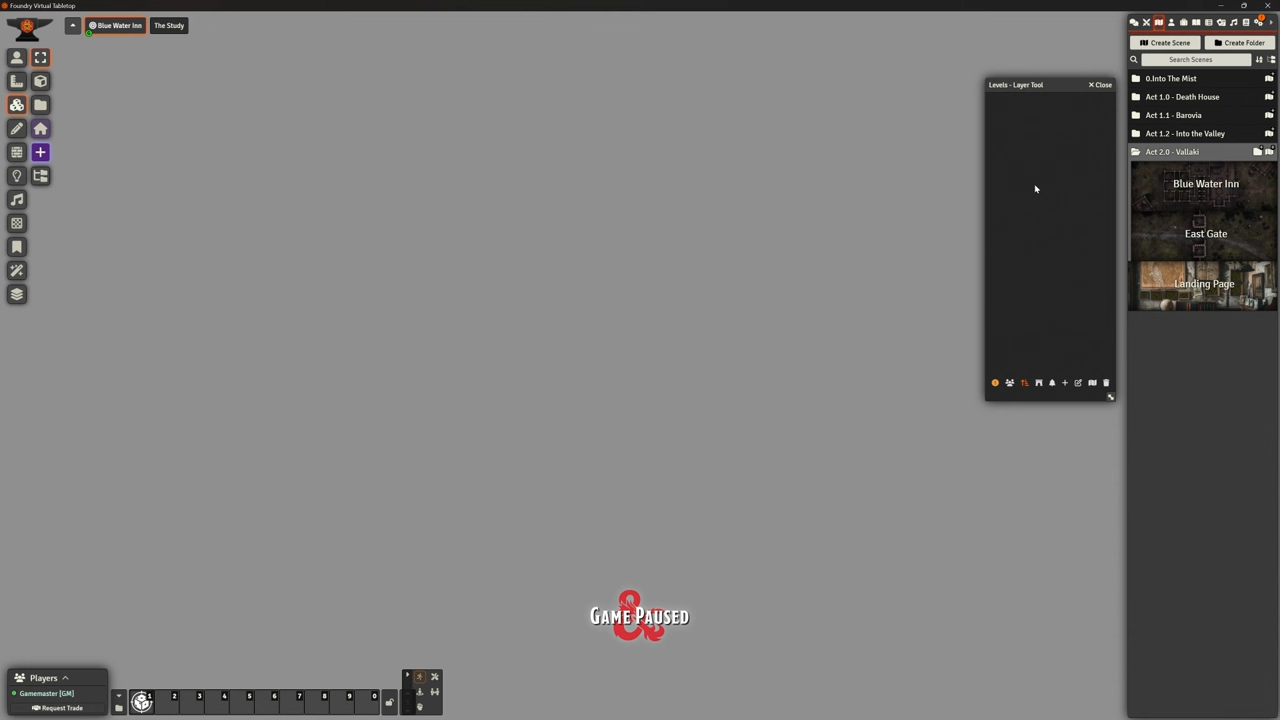 Foundry Virtual Tabletop
Blue Water Inn
The Study
G
Create Scene
Create Folder
Search Scenes
0.Into The Mist
Act 1.0 - Death House
Act 1.1 - Barovia
Act 1.2 - Into the Valley
Act 2.0 - Vallaki
Blue Water Inn
East Gate
Landing Page
Levels - Layer Tool
Close
GAME PAUSED
Players
Gamemaster [GM]
Request Trade
1 2 3 4 5 6 7 8 9 0